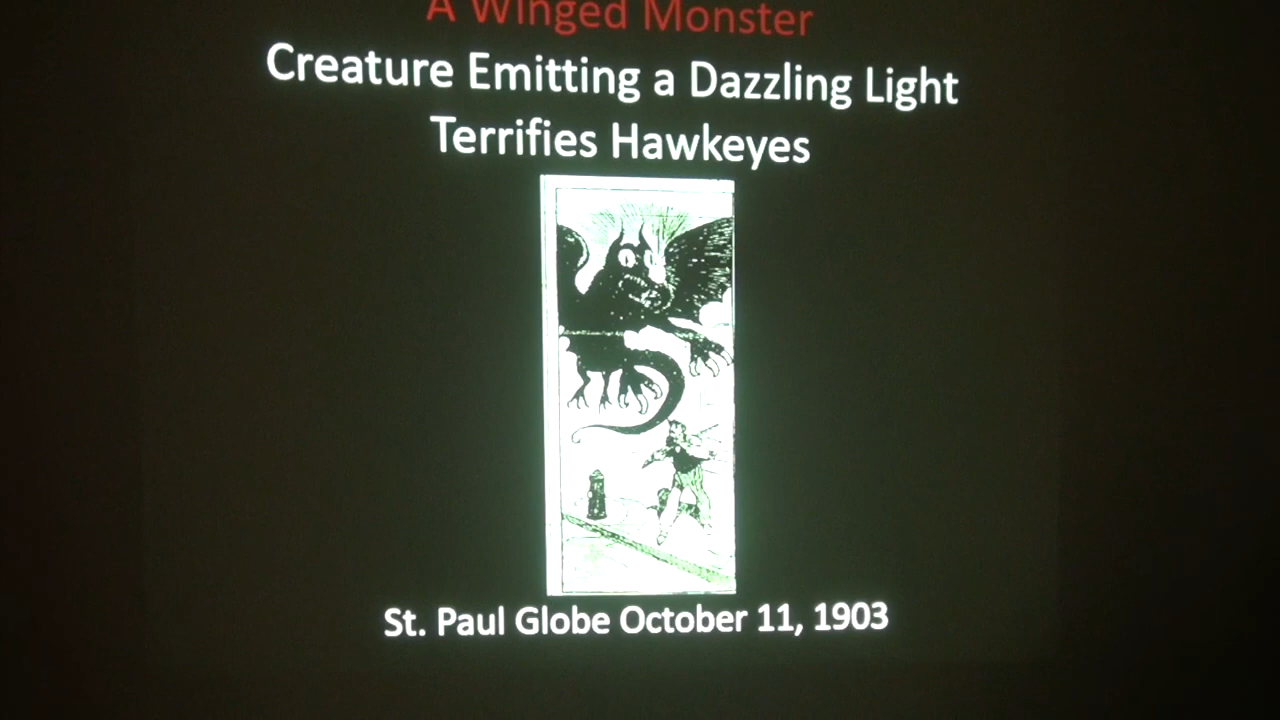 A Winged Monster
Creature Emitting a Dazzling Light
Terrifies Hawkeyes
St. Paul Globe October 11, 1903